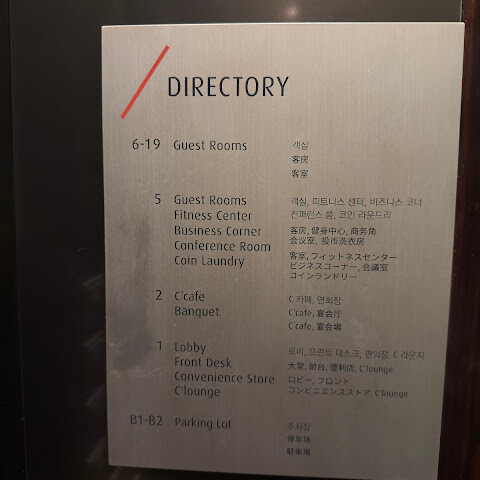 DIRECTORY
6-19 Guest Rooms 객실
客房
客室
5 Guest Rooms 객실, 피트니스 센터, 비즈니스 코너
Fitness Center 컨퍼런스 룸, 코인 라운드리
Business Corner 客房, 健身中心, 商务角
Conference Room 会议室, 投币洗衣房
Coin Laundry 客室, フィットネスセンター
ビジネスコーナー, 会議室
コインランドリー
2 C'cafe C 카페, 연회장
Banquet C'cafe, 宴会厅
C'cafe, 宴会場
1 Lobby 로비, 프런트 데스크, 편의점, C 라운지
Front Desk 大堂, 前台, 便利店, C'lounge
Convenience Store ロビー, フロント
C'lounge コンビニエンスストア, C'lounge
B1-B2 Parking Lot 주차장
停车场
駐車場